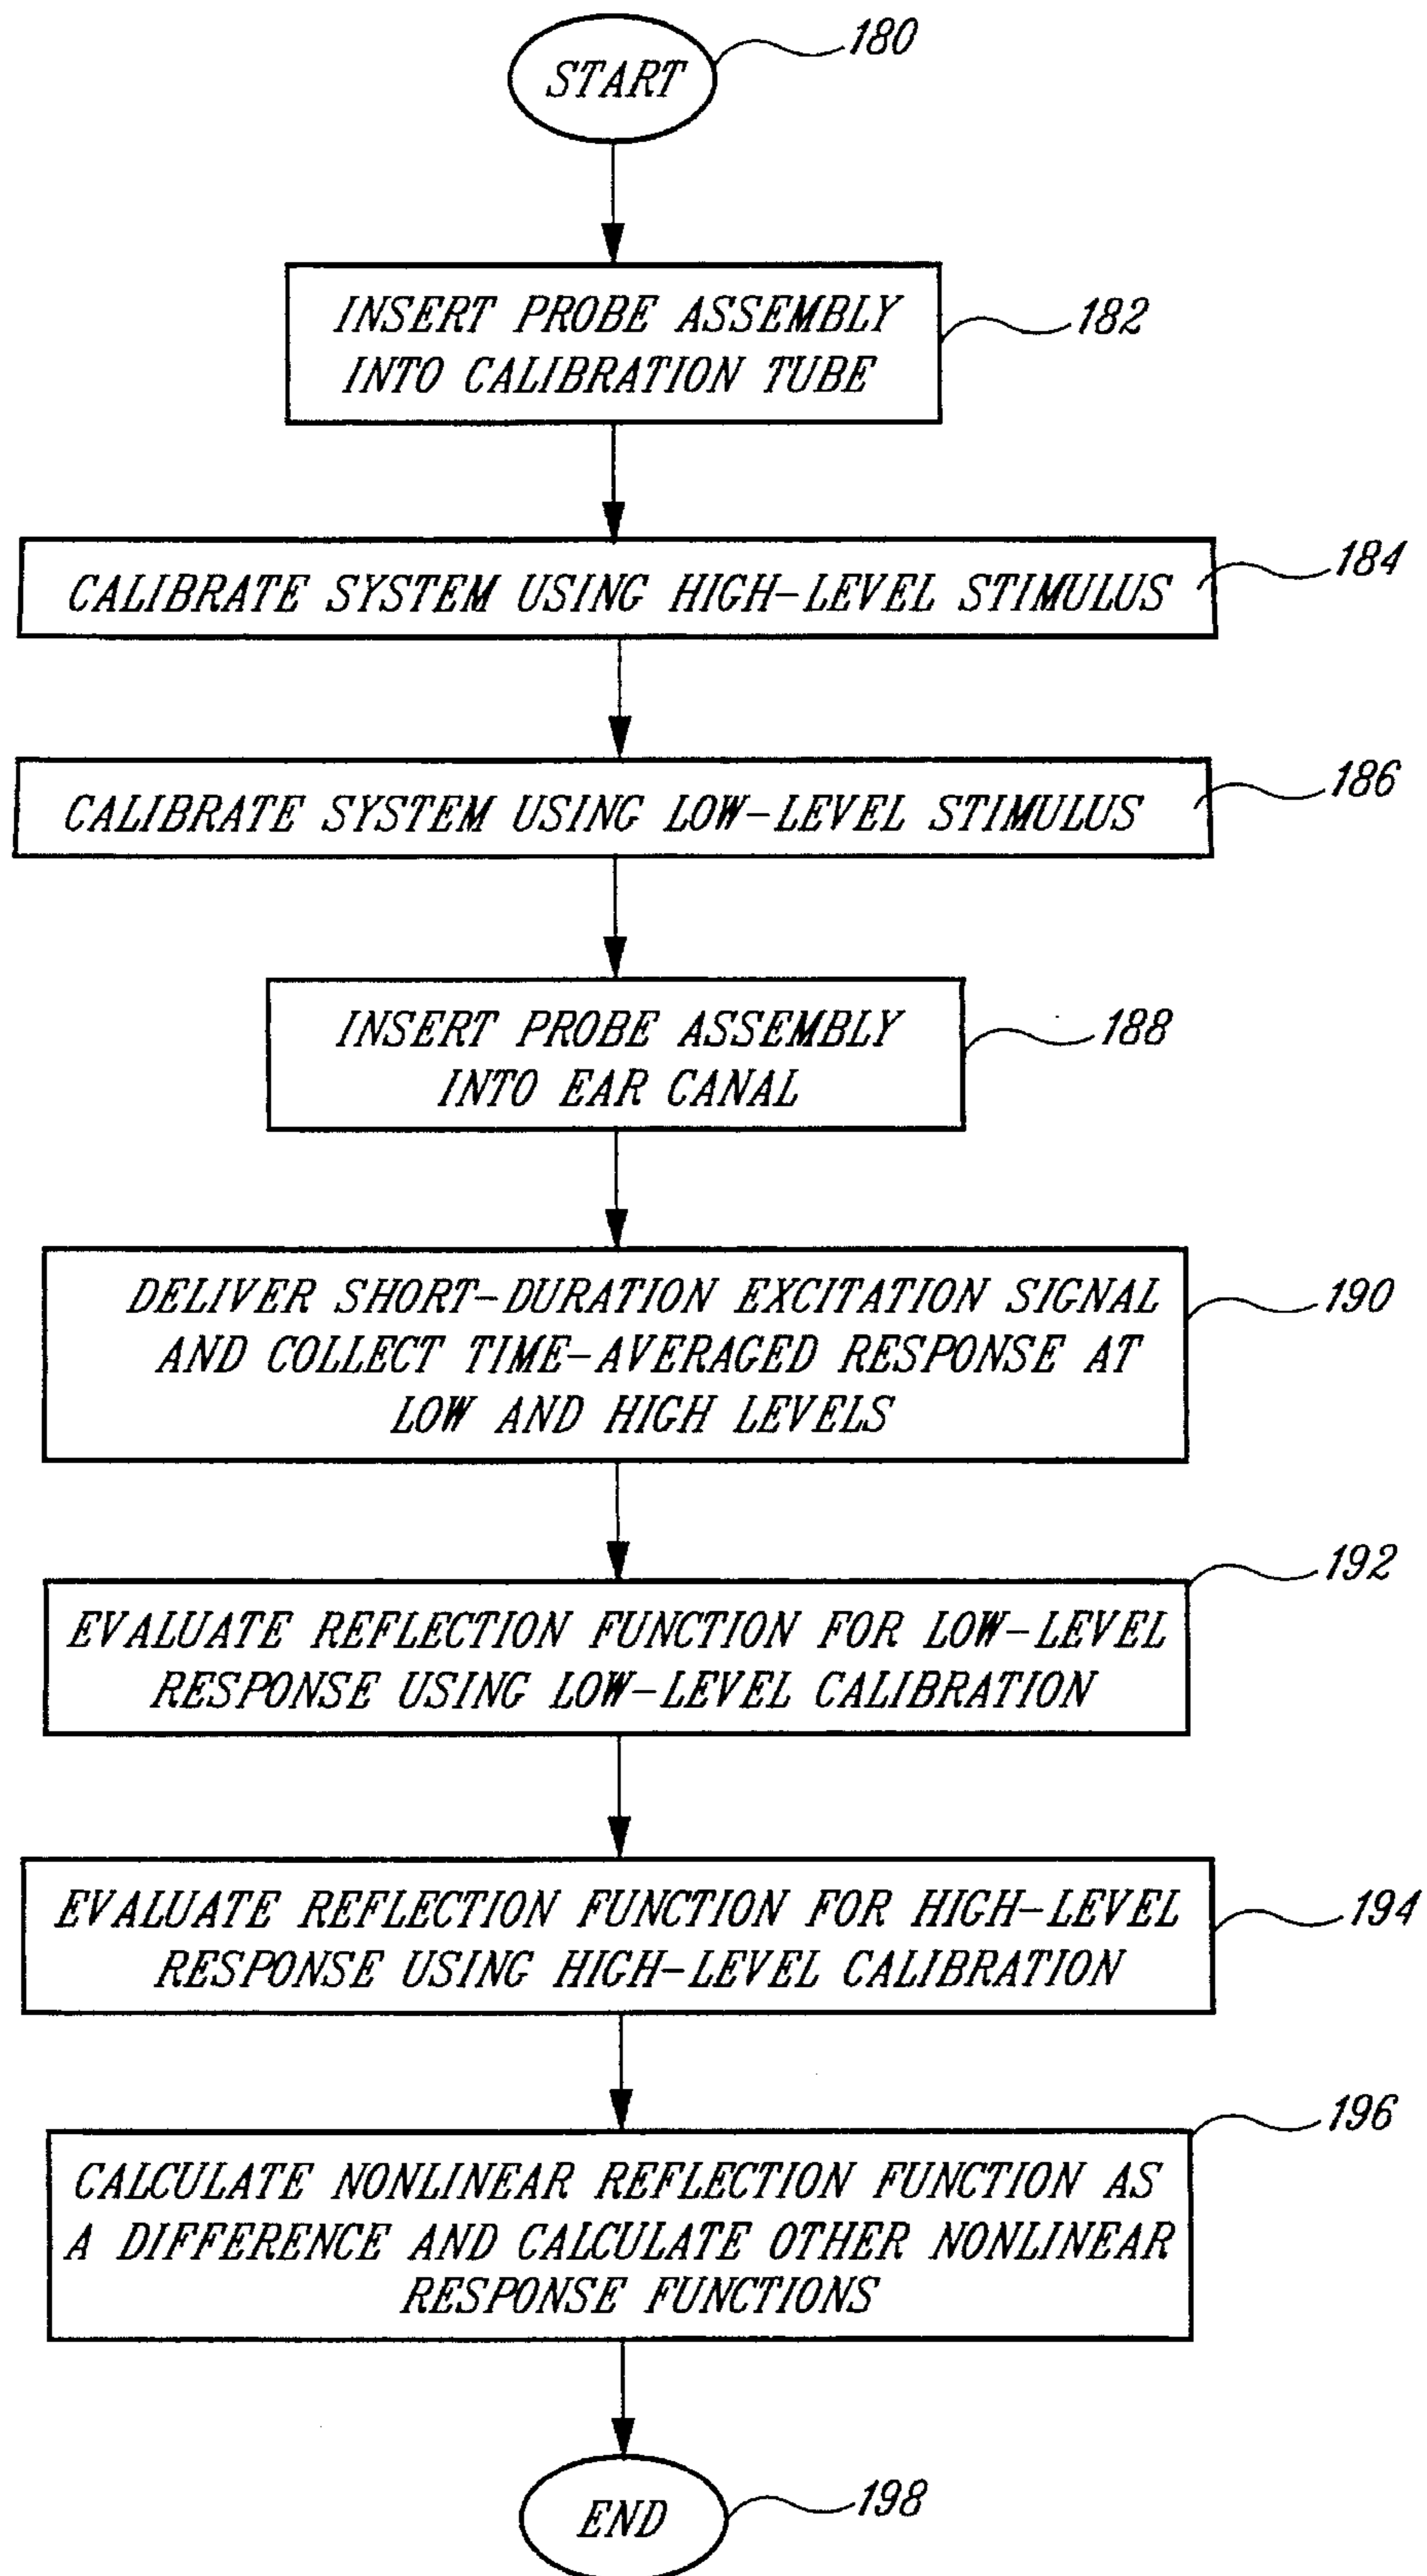 START
180
INSERT PROBE ASSEMBLY
INTO CALIBRATION TUBE
182
CALIBRATE SYSTEM USING HIGH-LEVEL STIMULUS
184
CALIBRATE SYSTEM USING LOW-LEVEL STIMULUS
186
INSERT PROBE ASSEMBLY
INTO EAR CANAL
188
DELIVER SHORT-DURATION EXCITATION SIGNAL
AND COLLECT TIME-AVERAGED RESPONSE AT
LOW AND HIGH LEVELS
190
EVALUATE REFLECTION FUNCTION FOR LOW-LEVEL
RESPONSE USING LOW-LEVEL CALIBRATION
192
EVALUATE REFLECTION FUNCTION FOR HIGH-LEVEL
RESPONSE USING HIGH-LEVEL CALIBRATION
194
CALCULATE NONLINEAR REFLECTION FUNCTION AS
A DIFFERENCE AND CALCULATE OTHER NONLINEAR
RESPONSE FUNCTIONS
196
END
198